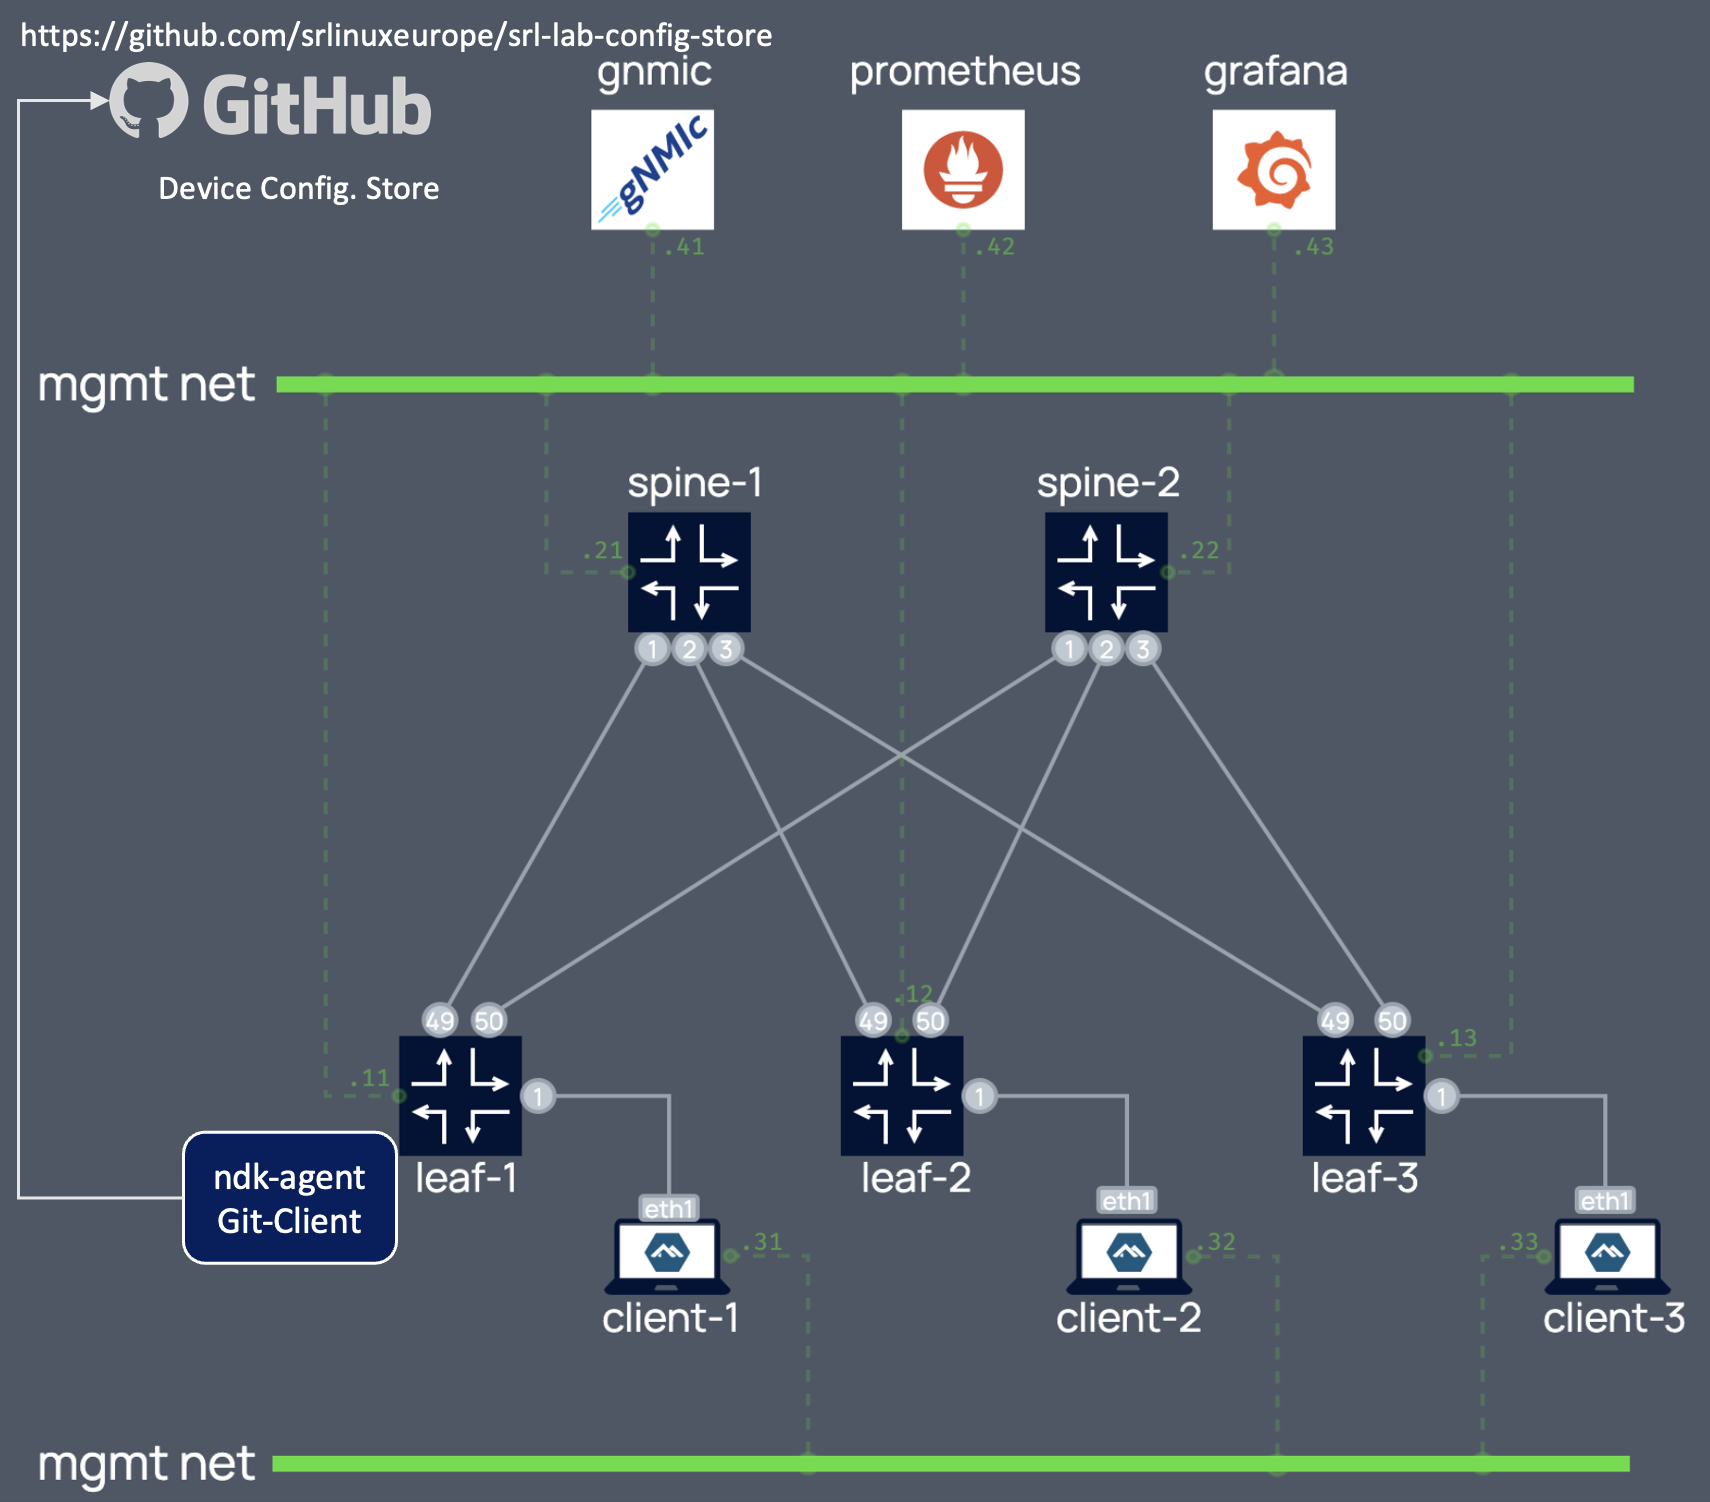 https://github.com/srlinuxeurope/srl-lab-config-store
gnmic
prometheus
grafana
GitHub
gNMIc
Device Config. Store
.41
.42
.43
mgmt net
spine-1
spine-2
.21
.22
1 2 3
1 2 3
.12
49 50
49 50
49 50
.13
.11
1
1
1
ndk-agent
Git-Client
leaf-1
leaf-2
leaf-3
eth1
eth1
eth1
.31
.32
.33
client-1
client-2
client-3
mgmt net